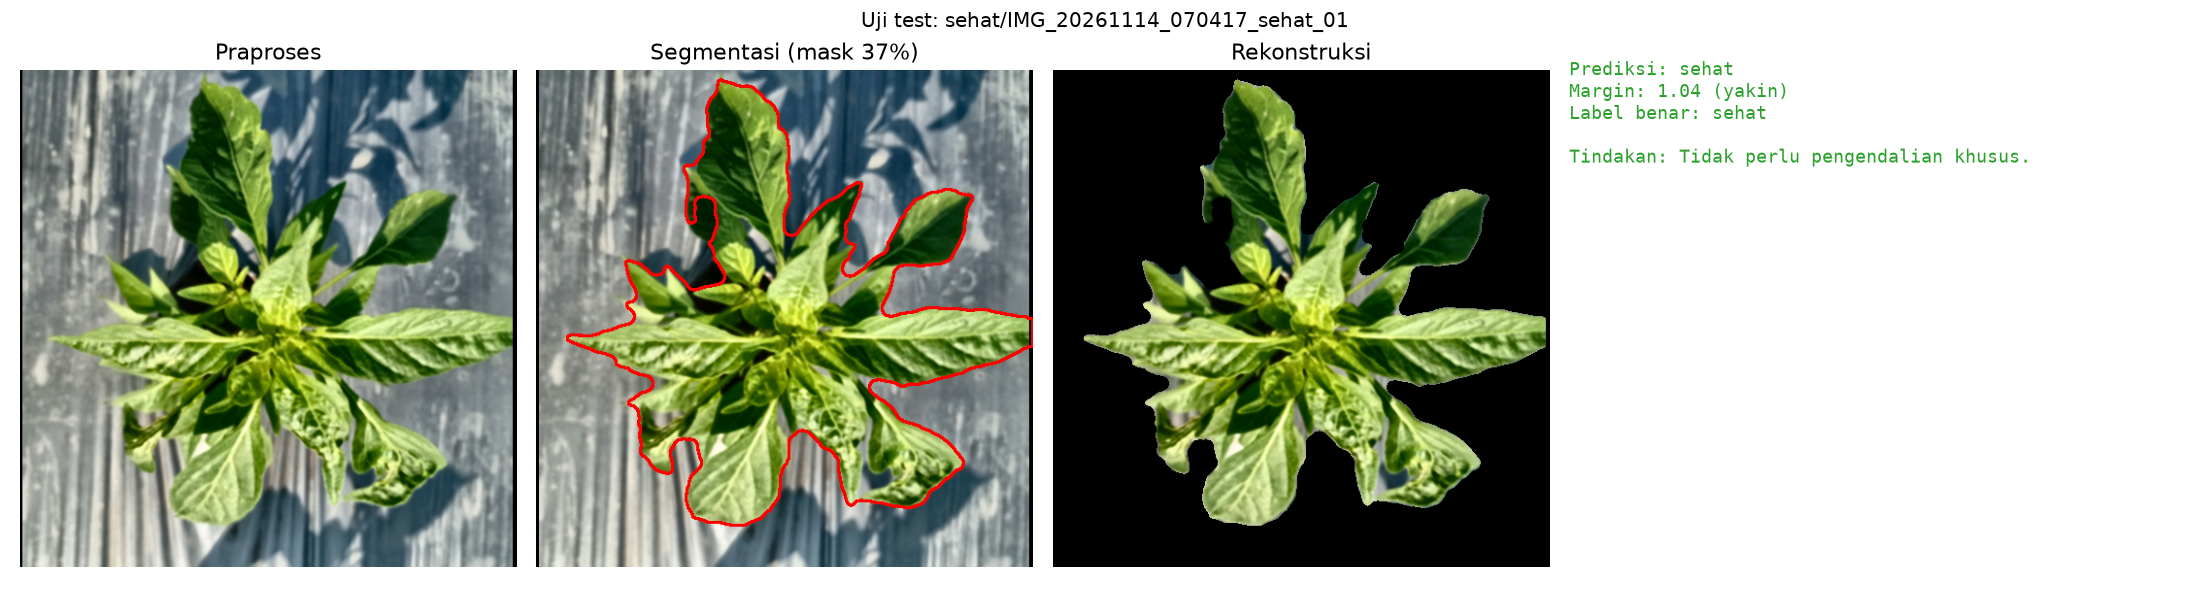 Uji test: sehat/IMG_20261114_070417_sehat_01
Praproses
Segmentasi (mask 37%)
Rekonstruksi
Prediksi: sehat
Margin: 1.04 (yakin)
Label benar: sehat
Tindakan: Tidak perlu pengendalian khusus.